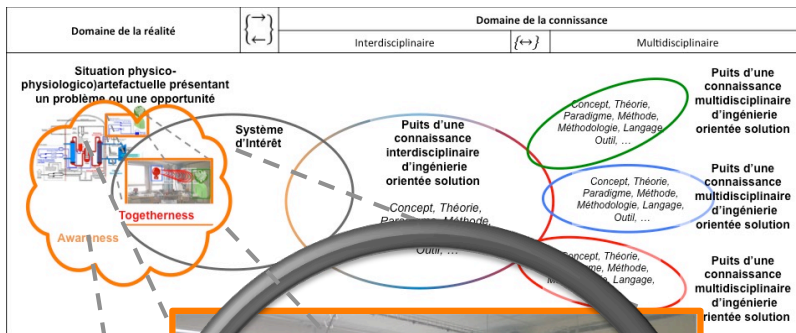 Domaine de la réalité
{→←}
Domaine de la connissance
Interdisciplinaire
{↔}
Multidisciplinaire
Situation physico-
physiologico)artefactuelle présentant
un problème ou une opportunité
Togetherness
Awareness
Système
d'Intérêt
Puits d'une
connaissance
interdisciplinaire
d'ingénierie
orientée solution
Concept, Théorie,
Paradigme, Méthode,
Outil, …
Concept, Théorie,
Paradigme, Méthode,
Méthodologie, Langage,
Outil, …
Puits d'une
connaissance
multidisciplinaire
d'ingénierie
orientée solution
Concept, Théorie,
Paradigme, Méthode,
Méthodologie, Langage,
Outil, …
Puits d'une
connaissance
multidisciplinaire
d'ingénierie
orientée solution
Concept, Théorie,
Méthode,
Langage,
Puits d'une
connaissance
multidisciplinaire
d'ingénierie
orientée solution